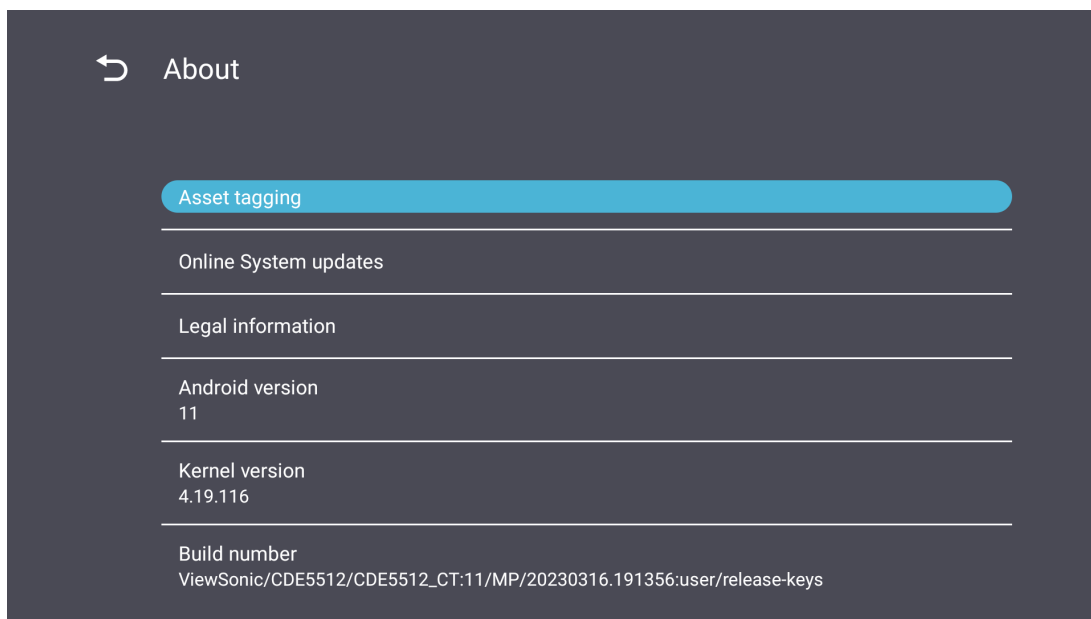 About
Asset tagging
Online System updates
Legal information
Android version
11
Kernel version
4.19.116
Build number
ViewSonic/CDE5512/CDE5512_CT:11/MP/20230316.191356:user/release-keys